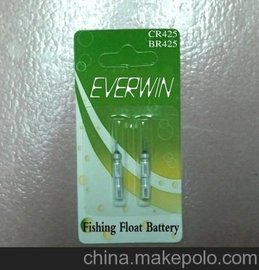 CR425
BR425
EVERWIN
Fishing Float Battery
china.makepolo.com